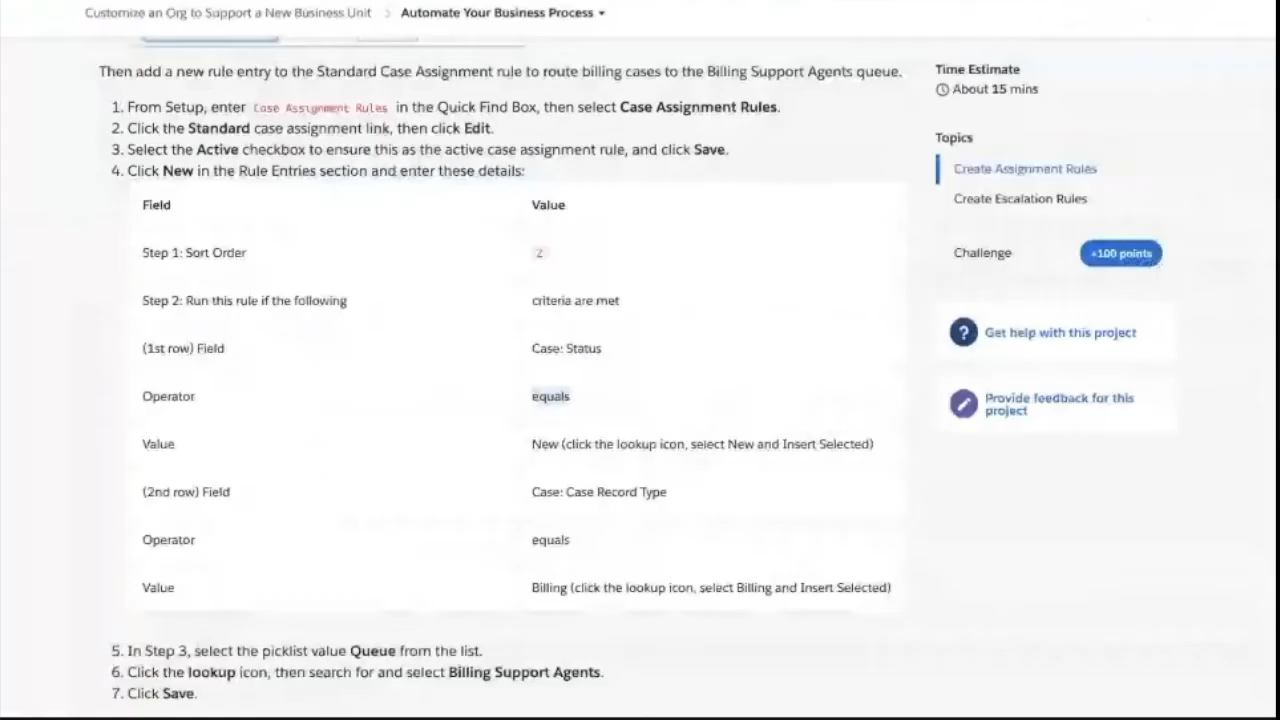 Customize an Org to Support a New Business Unit > Automate Your Business Process
Then add a new rule entry to the Standard Case Assignment rule to route billing cases to the Billing Support Agents queue.
1. From Setup, enter Case Assignment Rules in the Quick Find Box, then select Case Assignment Rules.
2. Click the Standard case assignment link, then click Edit.
3. Select the Active checkbox to ensure this as the active case assignment rule, and click Save.
4. Click New in the Rule Entries section and enter these details:
Field Value
Step 1: Sort Order 2
Step 2: Run this rule if the following criteria are met
(1st row) Field Case: Status
Operator equals
Value New (click the lookup icon, select New and Insert Selected)
(2nd row) Field Case: Case Record Type
Operator equals
Value Billing (click the lookup icon, select Billing and Insert Selected)
5. In Step 3, select the picklist value Queue from the list.
6. Click the lookup icon, then search for and select Billing Support Agents.
7. Click Save.
Time Estimate
About 15 mins
Topics
Create Assignment Rules
Create Escalation Rules
Challenge +100 points
? Get help with this project
Provide feedback for this
project